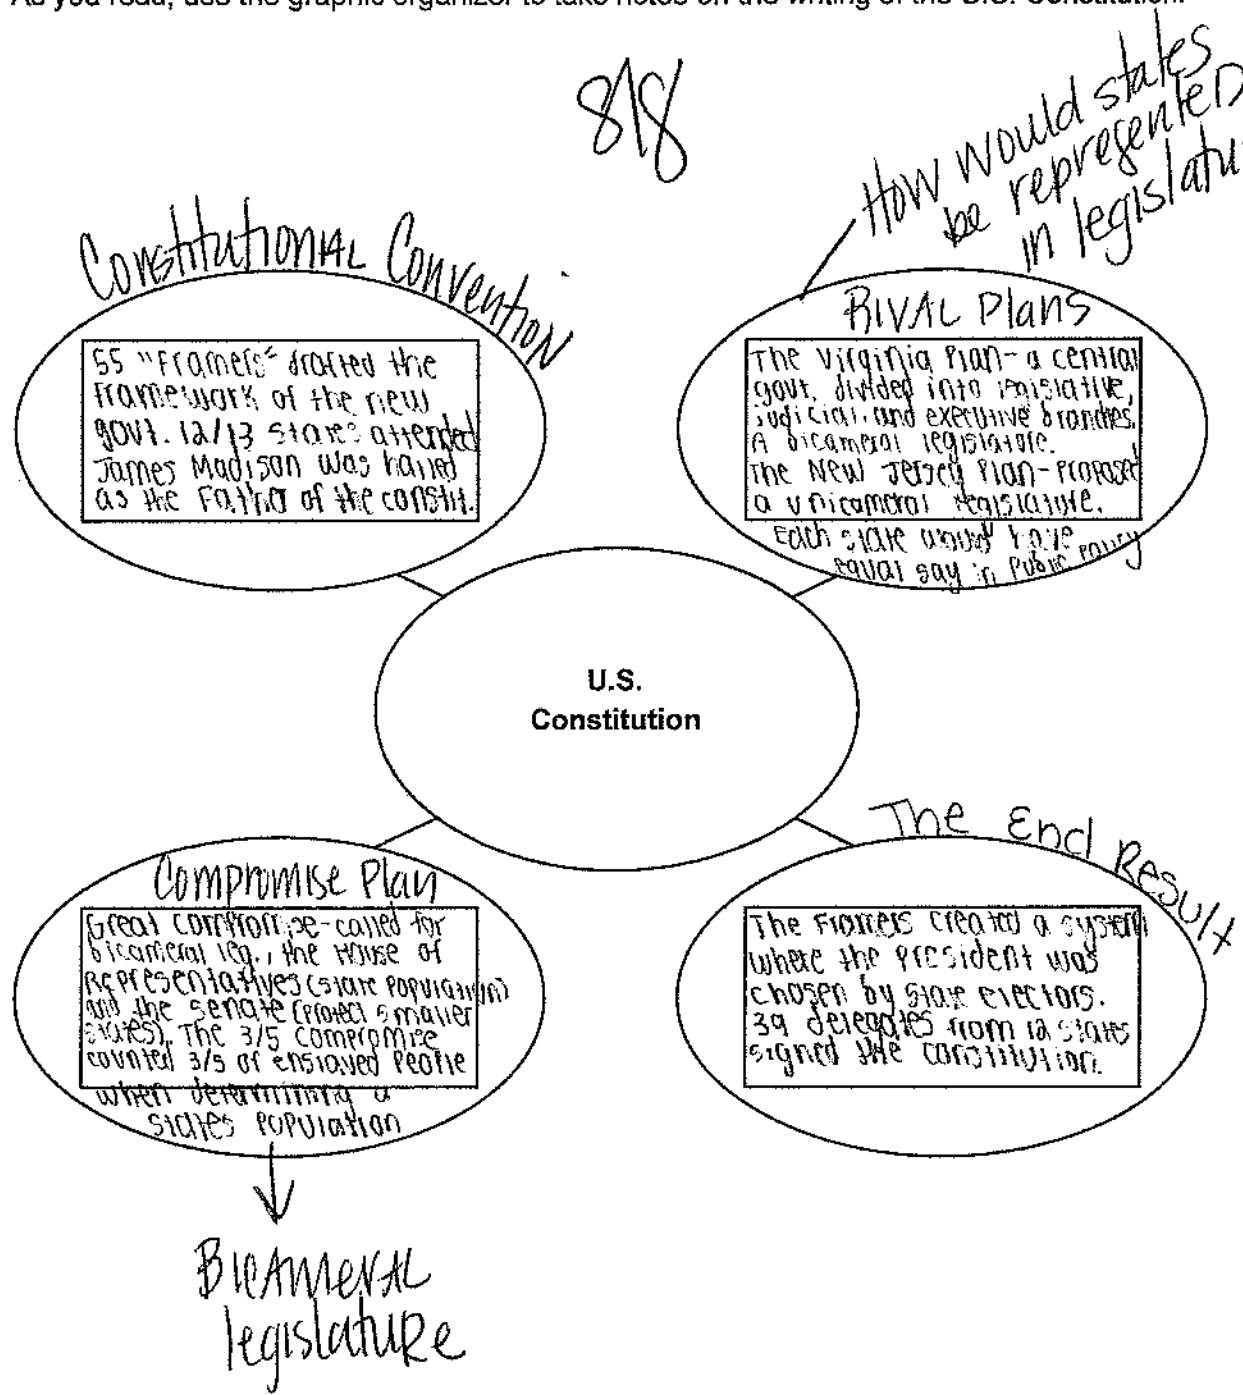 As you read, use the graphic organizer to take notes on the writing of the U.S. Constitution.
8/8
How would states
be represented
in
Constitutional Convention
55 "Framers" drafted the
framework of the new
govt. 12/13 states attended
James Madison was hailed
as the Father of the constit.
Rival Plans
The Virginia Plan- a central
govt. divided into legislative,
judicial, and executive branches.
A bicameral legislature.
The New Jersey Plan- Proposed
a unicameral legislature.
Each state would have
equal say in Public Policy
U.S.
Constitution
Compromise Plan
Great Compromise- called for
bicameral leg., the House of
Representatives (state population)
and the Senate (protect smaller
states). The 3/5 compromise
counted 3/5 of enslaved People
when determining a
states population
Bicameral
legislature
The End Result
The Framers created a system
where the President was
chosen by state electors.
39 delegates from 12 states
signed the constitution.